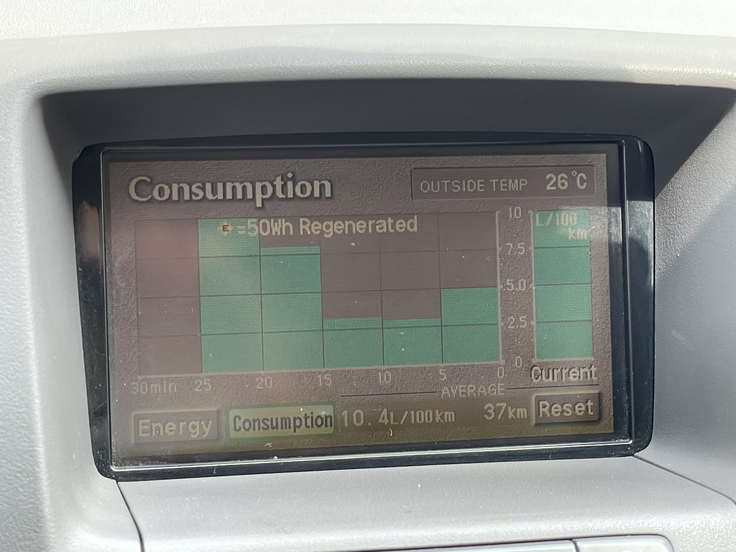 Consumption
OUTSIDE TEMP 26°C
E =50Wh Regenerated
10
L/100
km
7.5
5.0
2.5
0
30min 25 20 15 10 5 0
Current
AVERAGE
Energy Consumption 10.4L/100km 37km Reset